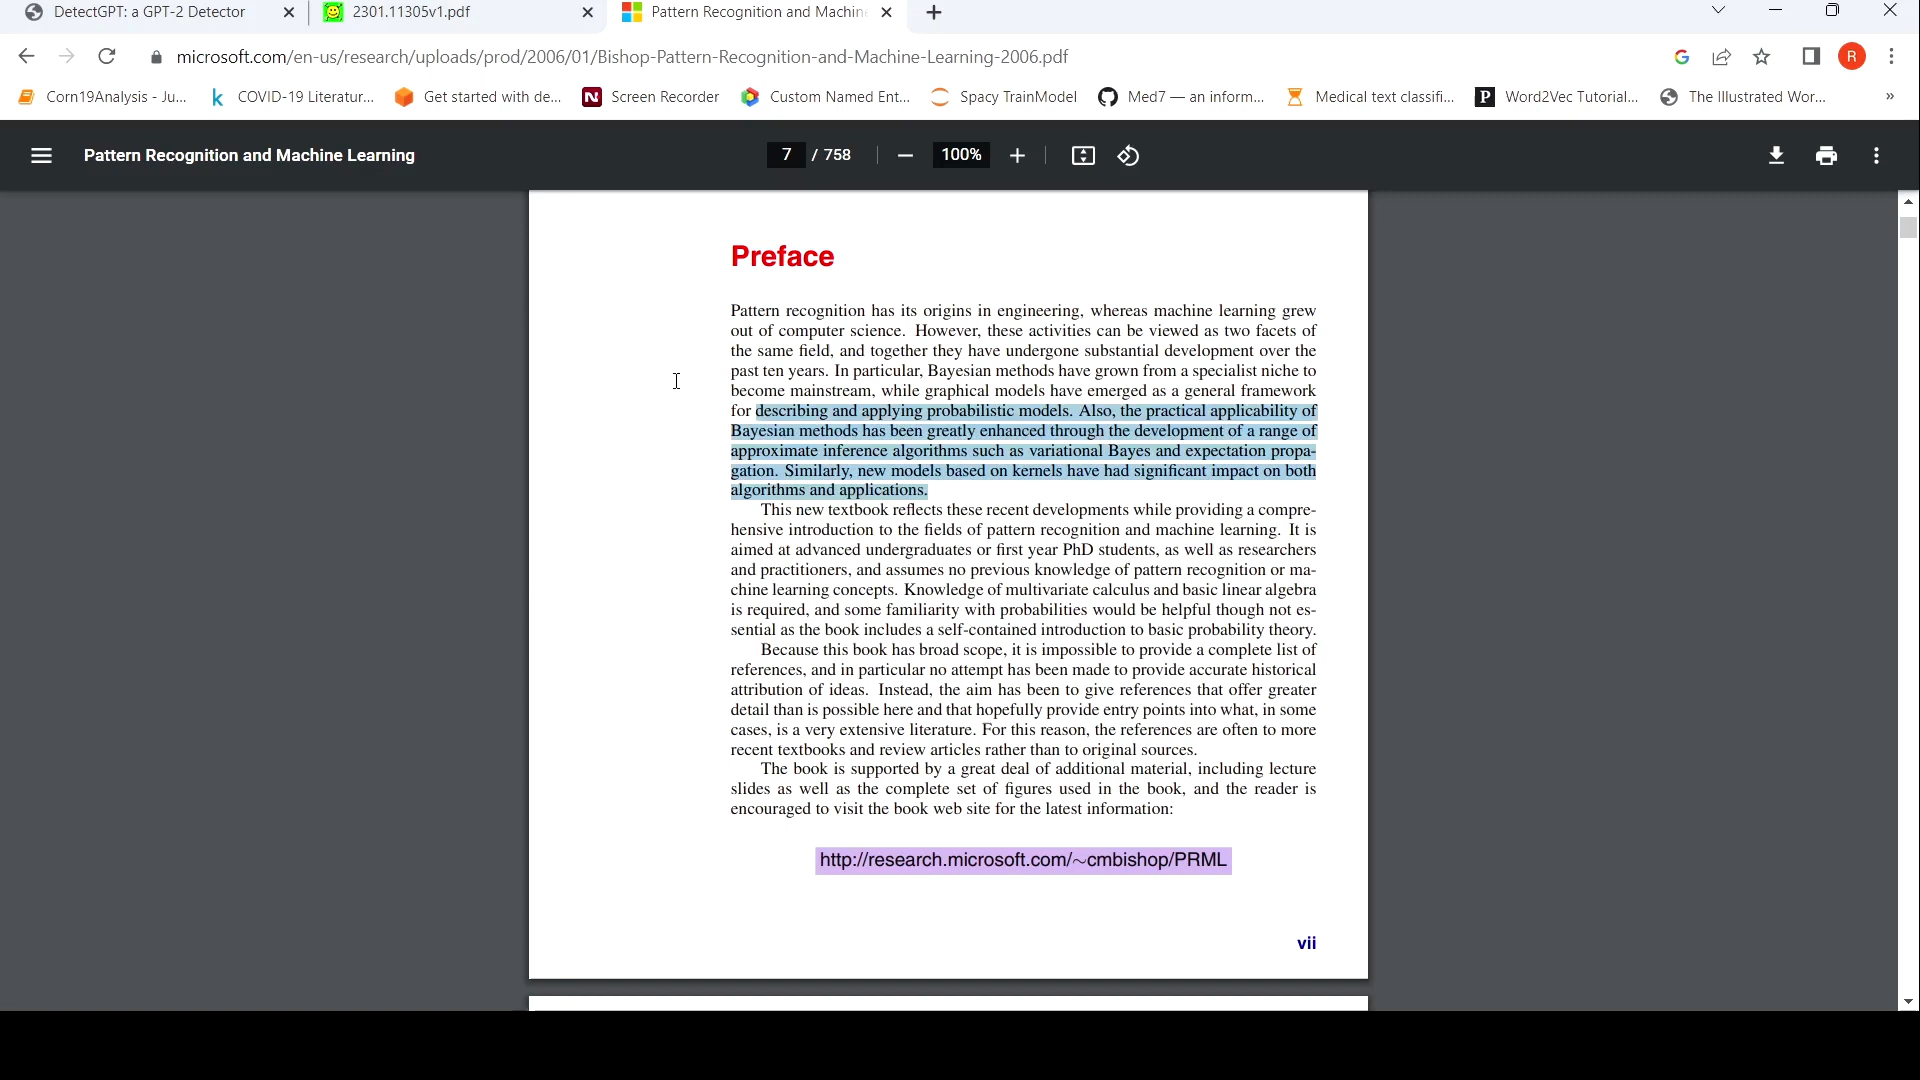 DetectGPT: a GPT-2 Detector
2301.11305v1.pdf
Pattern Recognition and Machin
microsoft.com/en-us/research/uploads/prod/2006/01/Bishop-Pattern-Recognition-and-Machine-Learning-2006.pdf
R
Corn19Analysis - Ju...
COVID-19 Literatur...
Get started with de...
Screen Recorder
Custom Named Ent...
Spacy TrainModel
Med7 — an inform...
Medical text classifi...
Word2Vec Tutorial...
The Illustrated Wor...
»
Pattern Recognition and Machine Learning
7 / 758
100%
Preface
Pattern recognition has its origins in engineering, whereas machine learning grew
out of computer science. However, these activities can be viewed as two facets of
the same field, and together they have undergone substantial development over the
past ten years. In particular, Bayesian methods have grown from a specialist niche to
become mainstream, while graphical models have emerged as a general framework
for describing and applying probabilistic models. Also, the practical applicability of
Bayesian methods has been greatly enhanced through the development of a range of
approximate inference algorithms such as variational Bayes and expectation propa-
gation. Similarly, new models based on kernels have had significant impact on both
algorithms and applications.
This new textbook reflects these recent developments while providing a compre-
hensive introduction to the fields of pattern recognition and machine learning. It is
aimed at advanced undergraduates or first year PhD students, as well as researchers
and practitioners, and assumes no previous knowledge of pattern recognition or ma-
chine learning concepts. Knowledge of multivariate calculus and basic linear algebra
is required, and some familiarity with probabilities would be helpful though not es-
sential as the book includes a self-contained introduction to basic probability theory.
Because this book has broad scope, it is impossible to provide a complete list of
references, and in particular no attempt has been made to provide accurate historical
attribution of ideas. Instead, the aim has been to give references that offer greater
detail than is possible here and that hopefully provide entry points into what, in some
cases, is a very extensive literature. For this reason, the references are often to more
recent textbooks and review articles rather than to original sources.
The book is supported by a great deal of additional material, including lecture
slides as well as the complete set of figures used in the book, and the reader is
encouraged to visit the book web site for the latest information:
http://research.microsoft.com/∼cmbishop/PRML
vii